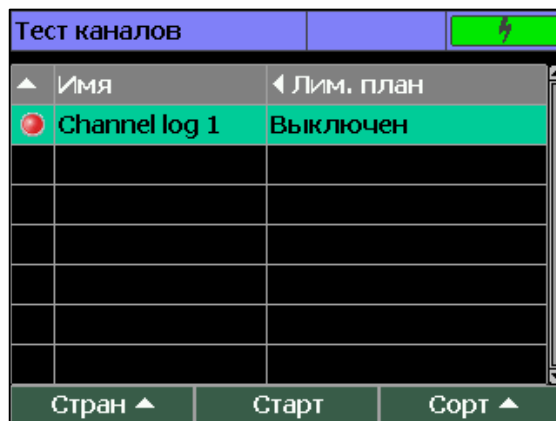 Тест каналов
Имя Лим. план
Channel log 1 Выключен
Стран Старт Сорт